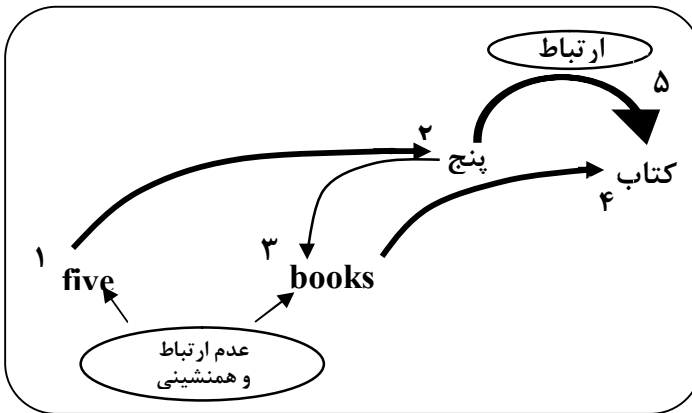 ارتباط
۵
۲
پنج
کتاب
۴
۳
۱
five
books
عدم ارتباط
و همنشینی